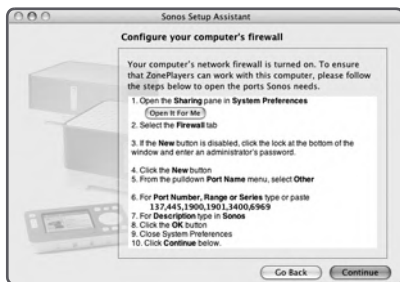 Sonos Setup Assistant
Configure your computer's firewall
Your computer's network firewall is turned on. To ensure
that ZonePlayers can work with this computer, please follow
the steps below to open the ports Sonos needs.
1. Open the Sharing pane in System Preferences
Open It For Me
2. Select the Firewall tab
3. If the New button is disabled, click the lock at the bottom of the
window and enter an administrator's password.
4. Click the New button
5. From the pulldown Port Name menu, select Other
6. For Port Number, Range or Series type or paste
137,445,1900,1901,3400,6969
7. For Description type in Sonos
8. Click the OK button
9. Close System Preferences
10. Click Continue below.
Go Back
Continue